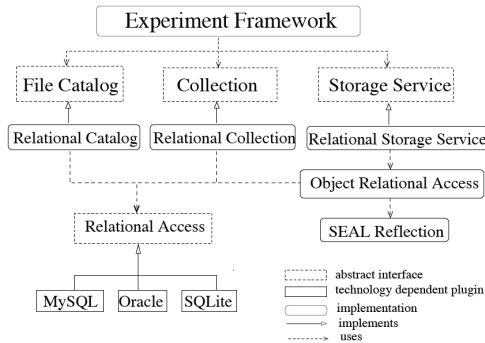 Experiment Framework
File Catalog
Collection
Storage Service
Relational Catalog
Relational Collection
Relational Storage Service
Object Relational Access
Relational Access
SEAL Reflection
MySQL
Oracle
SQLite
abstract interface
technology dependent plugin
implementation
implements
uses